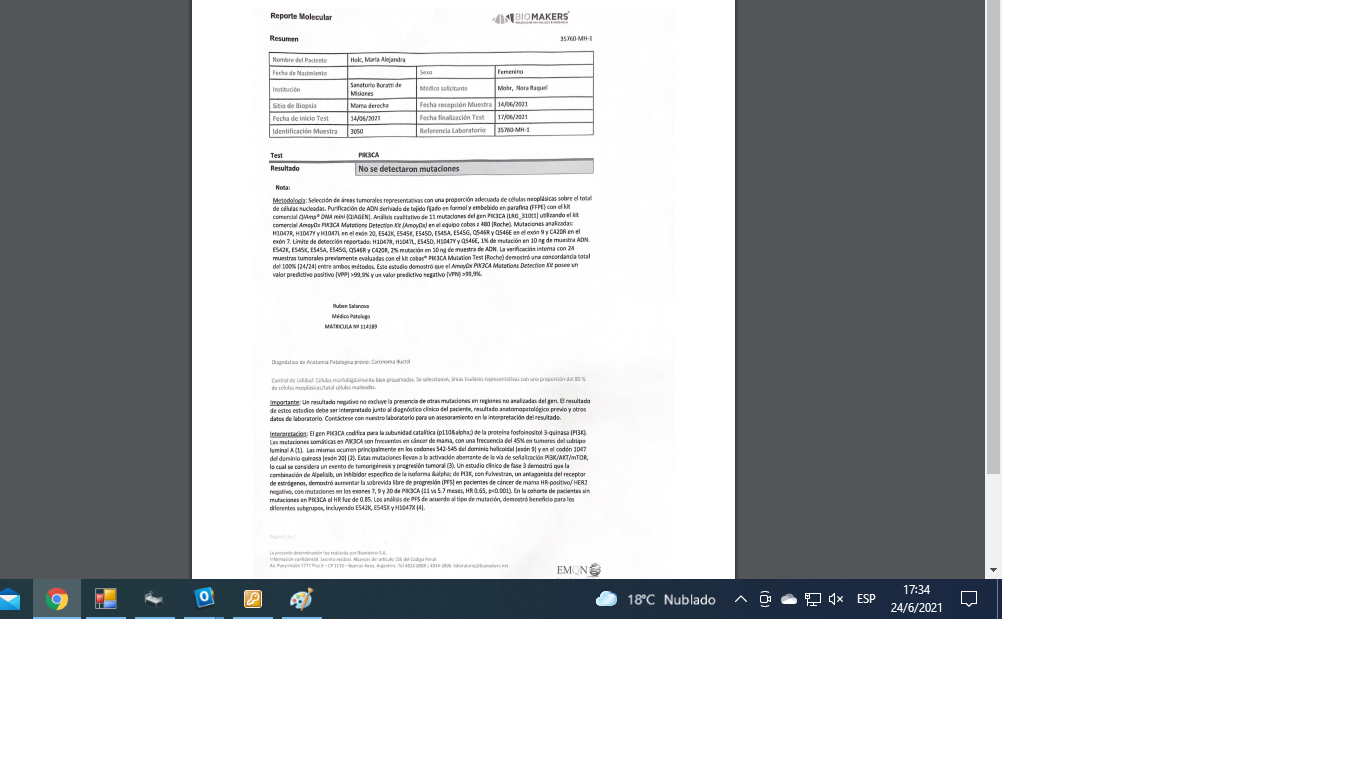 Reporte Molecular
BIOMAKERS
MOLECULAR PATHOLOGY & RESEARCH
Resumen
35760-MH-1
Nombre del Paciente Holc, Maria Alejandra
Fecha de Nacimiento Sexo Femenino
Institución Sanatorio Boratti de Misiones Médico solicitante Mohr, Nora Raquel
Sitio de Biopsia Mama derecha Fecha recepción Muestra 14/06/2021
Fecha de inicio Test 14/06/2021 Fecha finalización Test 17/06/2021
Identificación Muestra 3050 Referencia Laboratorio 35760-MH-1
Test PIK3CA
Resultado No se detectaron mutaciones
Nota:
Metodología: Selección de áreas tumorales representativas con una proporción adecuada de células neoplásicas sobre el total
de células nucleadas. Purificación de ADN derivado de tejido fijado en formol y embebido en parafina (FFPE) con el kit
comercial QIAmp® DNA mini (QIAGEN). Análisis cualitativo de 11 mutaciones del gen PIK3CA (LRG_310t1) utilizando el kit
comercial AmoyDx PIK3CA Mutations Detection Kit (AmoyDx) en el equipo cobas z 480 (Roche). Mutaciones analizadas:
H1047R, H1047Y y H1047L en el exón 20, E542K, E545K, E545D, E545A, E545G, Q546R y Q546E en el exón 9 y C420R en el
exón 7. Límite de detección reportado: H1047R, H1047L, E545D, H1047Y y Q546E, 1% de mutación en 10 ng de muestra ADN.
E542K, E545K, E545A, E545G, Q546R y C420R, 2% mutación en 10 ng de muestra de ADN. La verificación interna con 24
muestras tumorales previamente evaluadas con el kit cobas® PIK3CA Mutation Test (Roche) demostró una concordancia total
del 100% (24/24) entre ambos métodos. Este estudio demostró que el AmoyDx PIK3CA Mutations Detection Kit posee un
valor predictivo positivo (VPP) >99,9% y un valor predictivo negativo (VPN) >99,9%.
Ruben Salanova
Médico Patologo
MATRICULA Nº 114189
Diagnóstico de Anatomia Patologica previo: Carcinoma ductal
Control de calidad: Células morfológicamente bien preservadas. Se seleccionan, áreas tisulares representativas con una proporción del 80 %
de células neoplásicas/total células nucleadas.
Importante: Un resultado negativo no excluye la presencia de otras mutaciones en regiones no analizadas del gen. El resultado
de estos estudios debe ser interpretado junto al diagnóstico clínico del paciente, resultado anatomopatológico previo y otros
datos de laboratorio. Contáctese con nuestro laboratorio para un asesoramiento en la interpretación del resultado.
Interpretacion: El gen PIK3CA codifica para la subunidad catalítica (p110&alpha;) de la proteína fosfoinositol 3-quinasa (PI3K).
Las mutaciones somáticas en PIK3CA son frecuentes en cáncer de mama, con una frecuencia del 45% en tumores del subtipo
luminal A (1). Las mismas ocurren principalmente en los codones 542-545 del dominio helicoidal (exón 9) y en el codón 1047
del dominio quinasa (exón 20) (2). Estas mutaciones llevan a la activación aberrante de la vía de señalización PI3K/AKT/mTOR,
lo cual se considera un evento de tumorigénesis y progresión tumoral (3). Un estudio clínico de fase 3 demostró que la
combinación de Alpelisib, un inhibidor específico de la isoforma &alpha; de PI3K, con Fulvestran, un antagonista del receptor
de estrógenos, demostró aumentar la sobrevida libre de progresión (PFS) en pacientes de cáncer de mama HR-positivo/ HER2
negativo, con mutaciones en los exones 7, 9 y 20 de PIK3CA (11 vs 5.7 meses, HR 0.65, p<0.001). En la cohorte de pacientes sin
mutaciones en PIK3CA el HR fue de 0.85. Los análisis de PFS de acuerdo al tipo de mutación, demostró beneficio para los
diferentes subgrupos, incluyendo E542K, E545X y H1047X (4).
La presente determinación fue realizada por Biomakers S.A.
Información confidencial. Secreto médico. Alcances del artículo 156 del Código Penal.
EMQN
18°C Nublado
ESP
17:34
24/6/2021